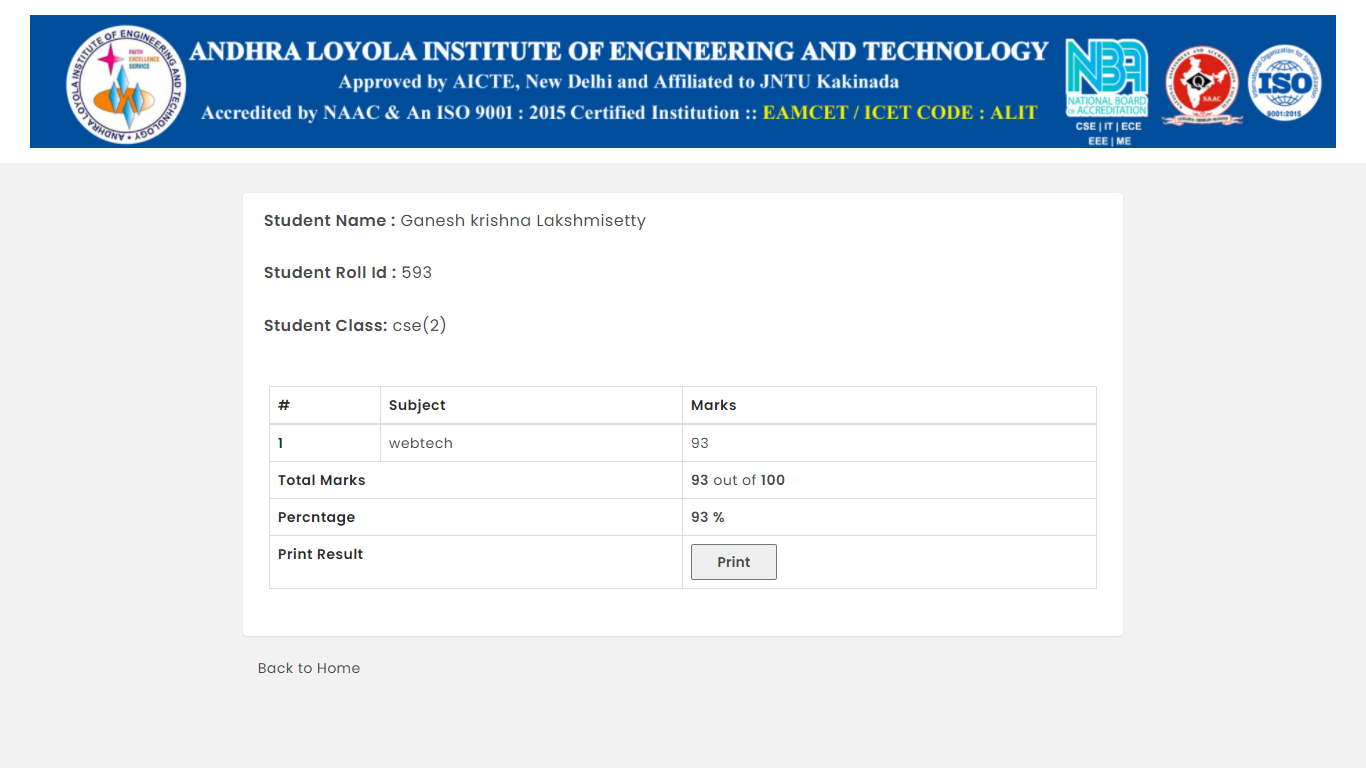 ANDHRA LOYOLA INSTITUTE OF ENGINEERING AND TECHNOLOGY
Approved by AICTE, New Delhi and Affiliated to JNTU Kakinada
Accredited by NAAC & An ISO 9001 : 2015 Certified Institution :: EAMCET / ICET CODE : ALIT
ANDHRA LOYOLA INSTITUTE OF ENGINEERING AND TECHNOLOGY
FAITH
EXCELLENCE
SERVICE
NBA
NATIONAL BOARD
OF ACCREDITATION
CSE | IT | ECE
EEE | ME
NAAC
International Organization for Standardization
ISO
9001:2015
Student Name : Ganesh krishna Lakshmisetty
Student Roll Id : 593
Student Class: cse(2)
# Subject Marks
1 webtech 93
Total Marks 93 out of 100
Percntage 93 %
Print Result Print
Back to Home